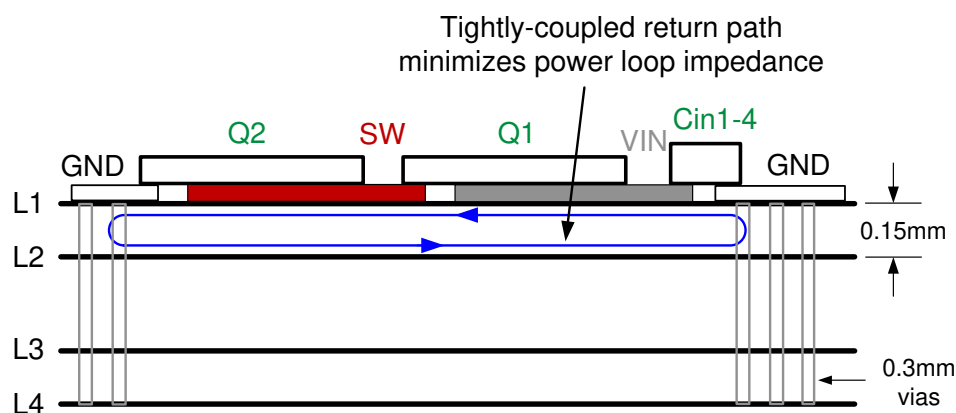 Tightly-coupled return path
minimizes power loop impedance
GND
Q2
SW
Q1
VIN
Cin1-4
GND
L1
0.15mm
L2
L3
0.3mm
vias
L4